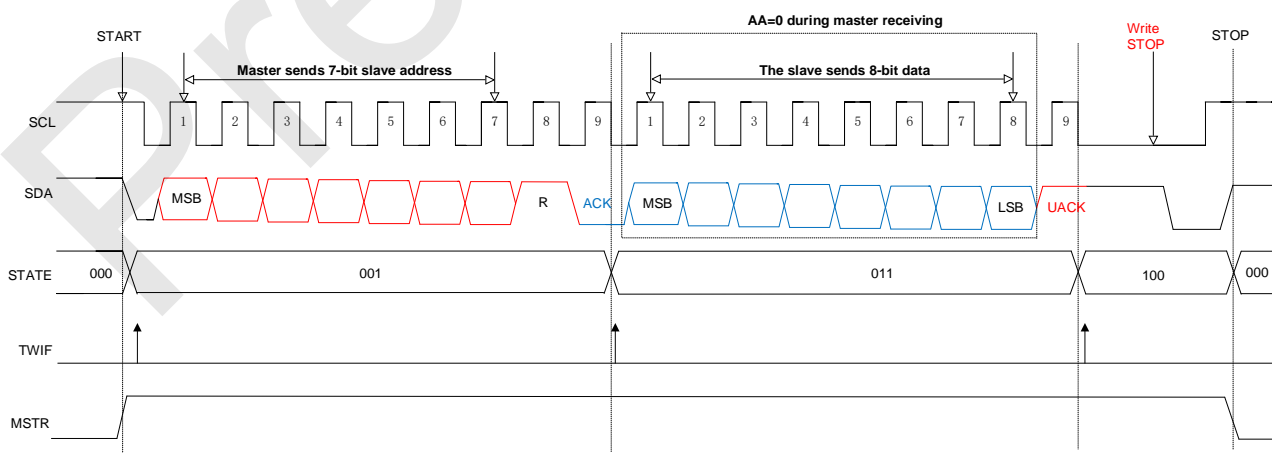 AA=0 during master receiving
START
Write
STOP
STOP
Master sends 7-bit slave address
The slave sends 8-bit data
SCL
1 2 3 4 5 6 7 8 9 1 2 3 4 5 6 7 8 9
SDA
MSB R ACK MSB LSB UACK
STATE
000 001 011 100 000
TWIF
MSTR
Pre